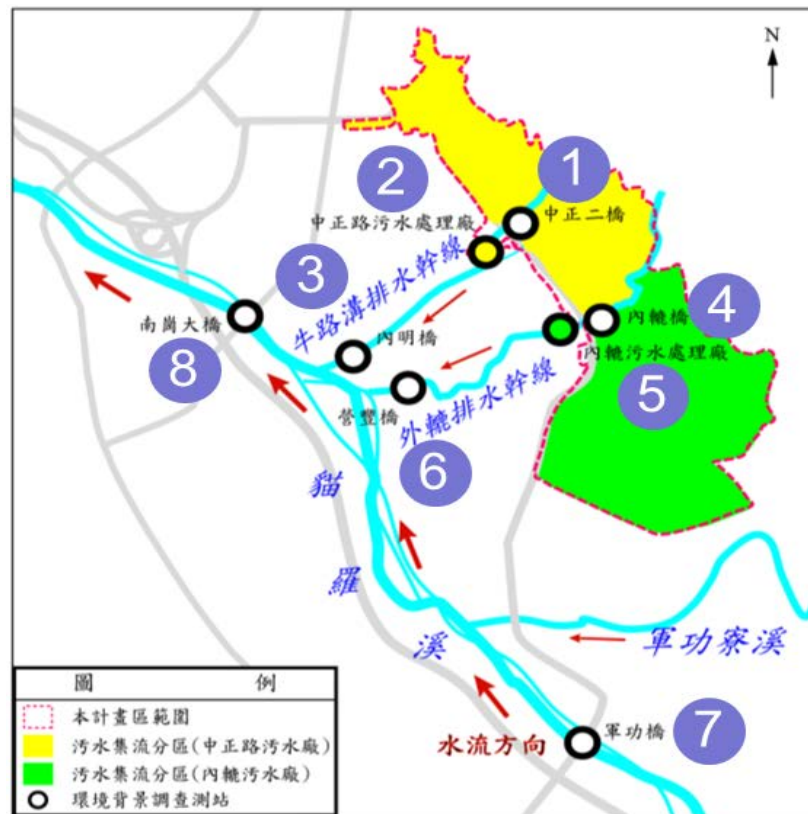 N
1
2
中正二橋
中正路污水處理廠
3
牛路溝排水幹線
4
內轆橋
南崗大橋
內明橋
內轆污水處理廠
8
5
營豐橋
外轆排水幹線
6
貓羅溪
軍功寮溪
圖 例
本計畫區範圍
污水集流分區(中正路污水廠)
污水集流分區(內轆污水廠)
環境背景調查測站
水流方向
軍功橋
7